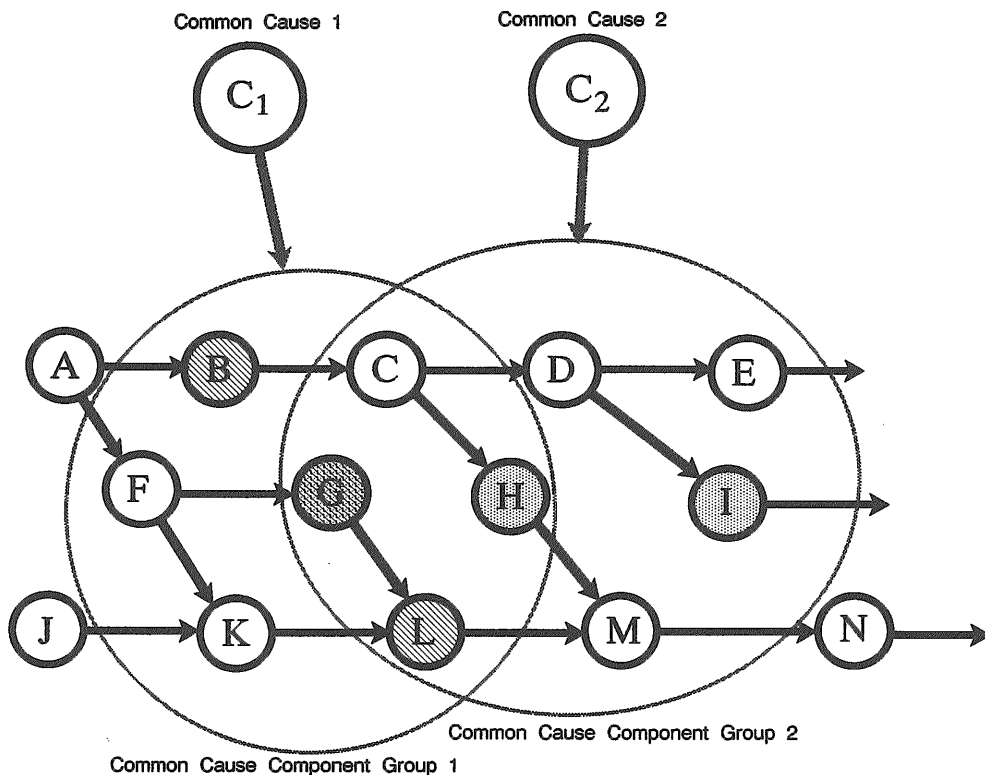 Common Cause 1
Common Cause 2
C1
C2
A
B
C
D
E
F
G
H
I
J
K
L
M
N
Common Cause Component Group 2
Common Cause Component Group 1